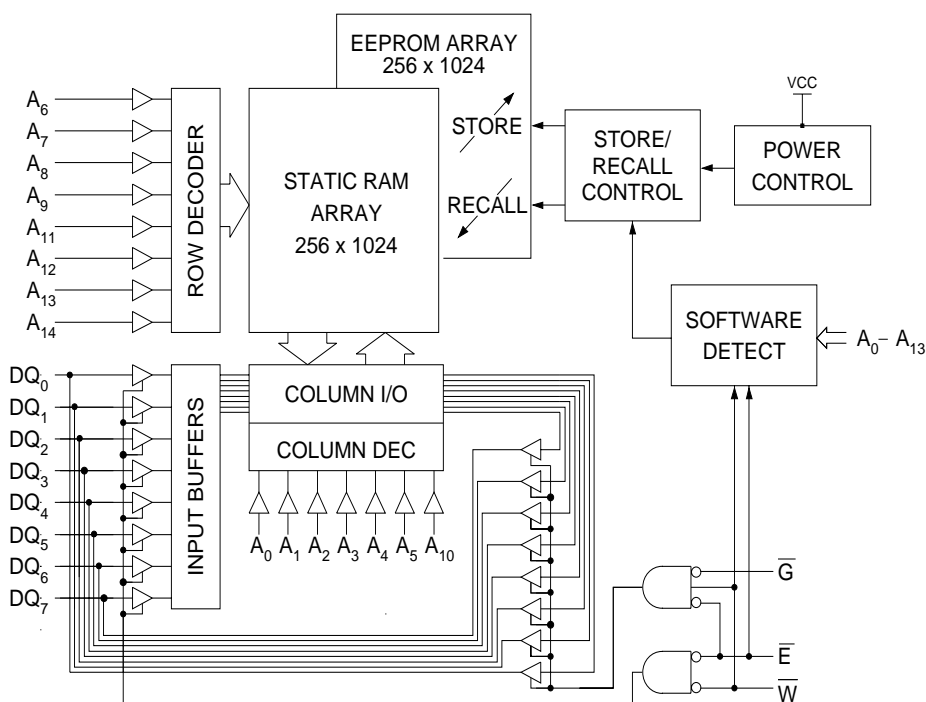 EEPROM ARRAY
256 x 1024
STORE
RECALL
STATIC RAM
ARRAY
256 x 1024
STORE/
RECALL
CONTROL
VCC
POWER
CONTROL
SOFTWARE
DETECT
A0 – A13
A6
A7
A8
A9
A11
A12
A13
A14
ROW DECODER
DQ0
DQ1
DQ2
DQ3
DQ4
DQ5
DQ6
DQ7
INPUT BUFFERS
COLUMN I/O
COLUMN DEC
A0 A1 A2 A3 A4 A5 A10
G̅
E̅
W̅